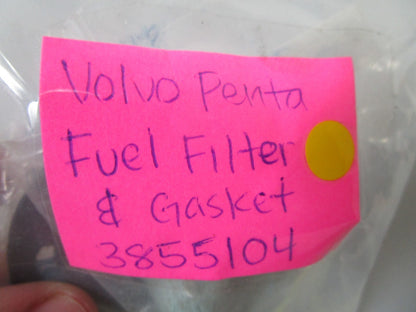 Volvo Penta
Fuel Filter
& Gasket
3855104